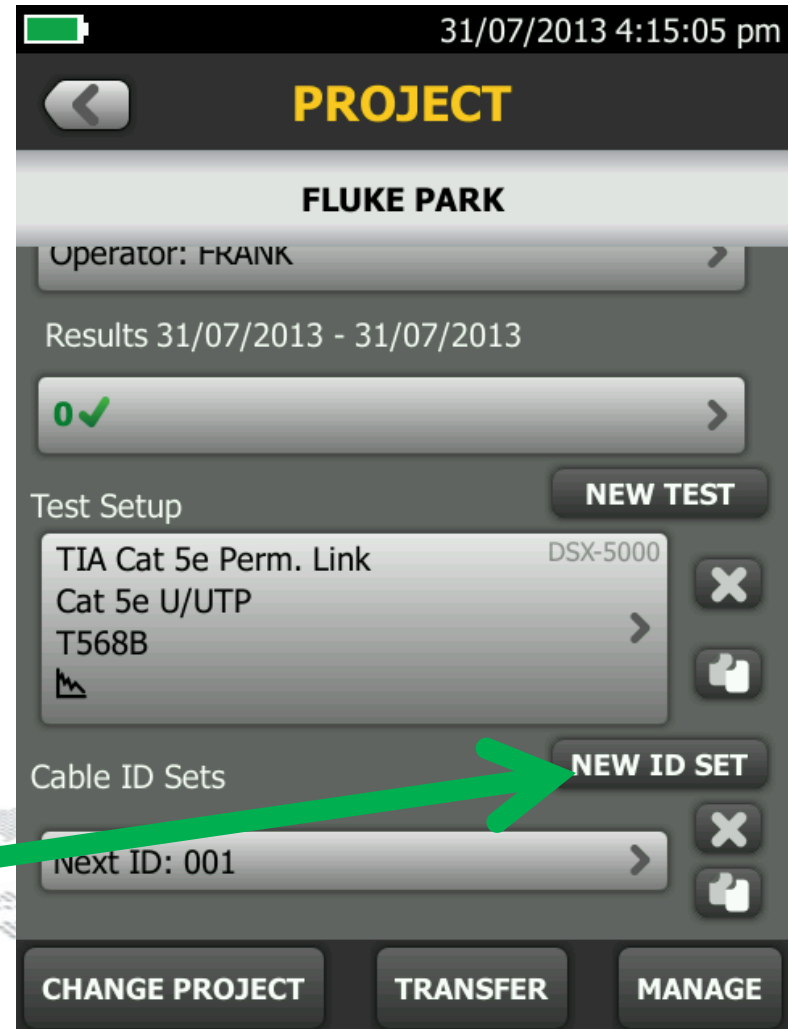 31/07/2013 4:15:05 pm
PROJECT
FLUKE PARK
Operator: FRANK
Results 31/07/2013 - 31/07/2013
0
Test Setup
NEW TEST
TIA Cat 5e Perm. Link
DSX-5000
Cat 5e U/UTP
T568B
Cable ID Sets
NEW ID SET
Next ID: 001
CHANGE PROJECT
TRANSFER
MANAGE